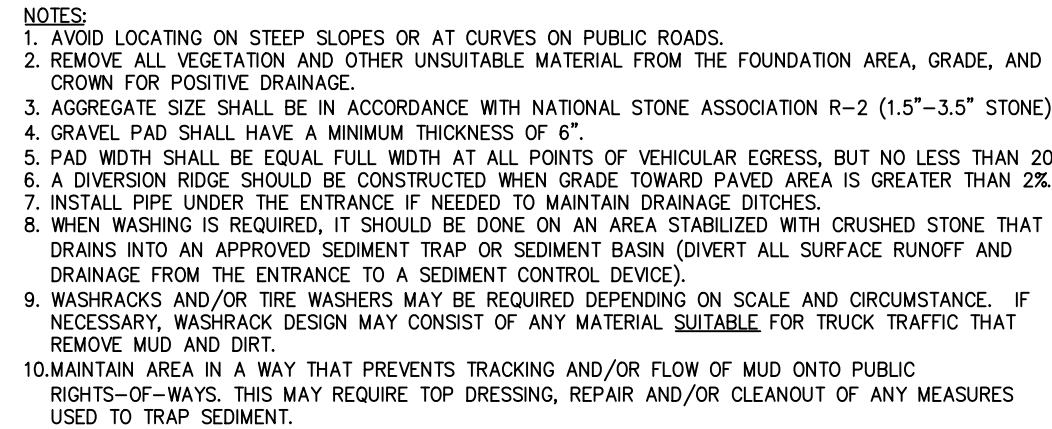 NOTES:
1. AVOID LOCATING ON STEEP SLOPES OR AT CURVES ON PUBLIC ROADS.
2. REMOVE ALL VEGETATION AND OTHER UNSUITABLE MATERIAL FROM THE FOUNDATION AREA, GRADE, AND
CROWN FOR POSITIVE DRAINAGE.
3. AGGREGATE SIZE SHALL BE IN ACCORDANCE WITH NATIONAL STONE ASSOCIATION R-2 (1.5"-3.5" STONE)
4. GRAVEL PAD SHALL HAVE A MINIMUM THICKNESS OF 6".
5. PAD WIDTH SHALL BE EQUAL FULL WIDTH AT ALL POINTS OF VEHICULAR EGRESS, BUT NO LESS THAN 20
6. A DIVERSION RIDGE SHOULD BE CONSTRUCTED WHEN GRADE TOWARD PAVED AREA IS GREATER THAN 2%.
7. INSTALL PIPE UNDER THE ENTRANCE IF NEEDED TO MAINTAIN DRAINAGE DITCHES.
8. WHEN WASHING IS REQUIRED, IT SHOULD BE DONE ON AN AREA STABILIZED WITH CRUSHED STONE THAT
DRAINS INTO AN APPROVED SEDIMENT TRAP OR SEDIMENT BASIN (DIVERT ALL SURFACE RUNOFF AND
DRAINAGE FROM THE ENTRANCE TO A SEDIMENT CONTROL DEVICE).
9. WASHRACKS AND/OR TIRE WASHERS MAY BE REQUIRED DEPENDING ON SCALE AND CIRCUMSTANCE. IF
NECESSARY, WASHRACK DESIGN MAY CONSIST OF ANY MATERIAL SUITABLE FOR TRUCK TRAFFIC THAT
REMOVE MUD AND DIRT.
10.MAINTAIN AREA IN A WAY THAT PREVENTS TRACKING AND/OR FLOW OF MUD ONTO PUBLIC
RIGHTS-OF-WAYS. THIS MAY REQUIRE TOP DRESSING, REPAIR AND/OR CLEANOUT OF ANY MEASURES
USED TO TRAP SEDIMENT.